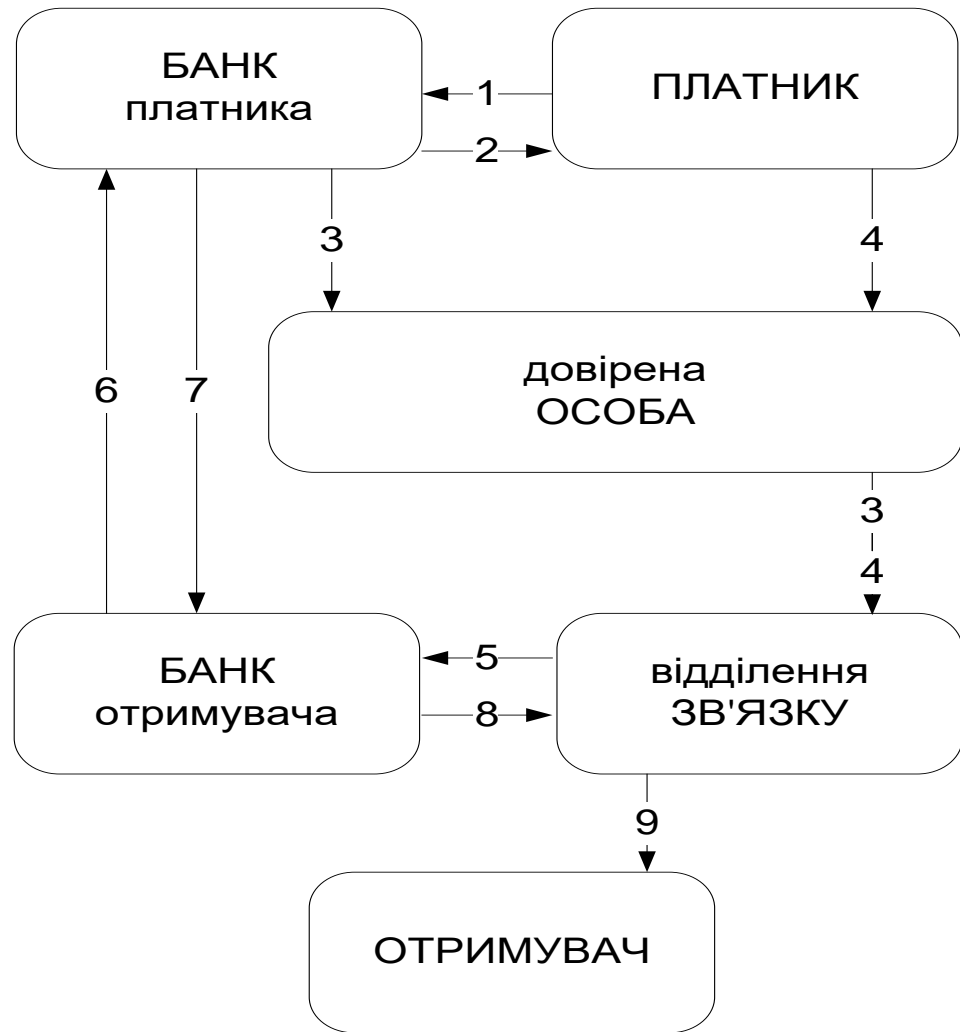 БАНК
платника
ПЛАТНИК
1
2
3
4
довірена
ОСОБА
6
7
3
4
БАНК
отримувача
5
8
відділення
ЗВ'ЯЗКУ
9
ОТРИМУВАЧ